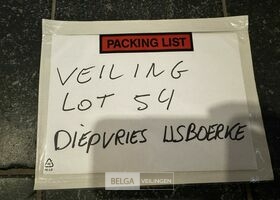 PACKING LIST
VEILING
LOT 54
DIEPVRIES IJSBOERKE
BELGA VEILINGEN